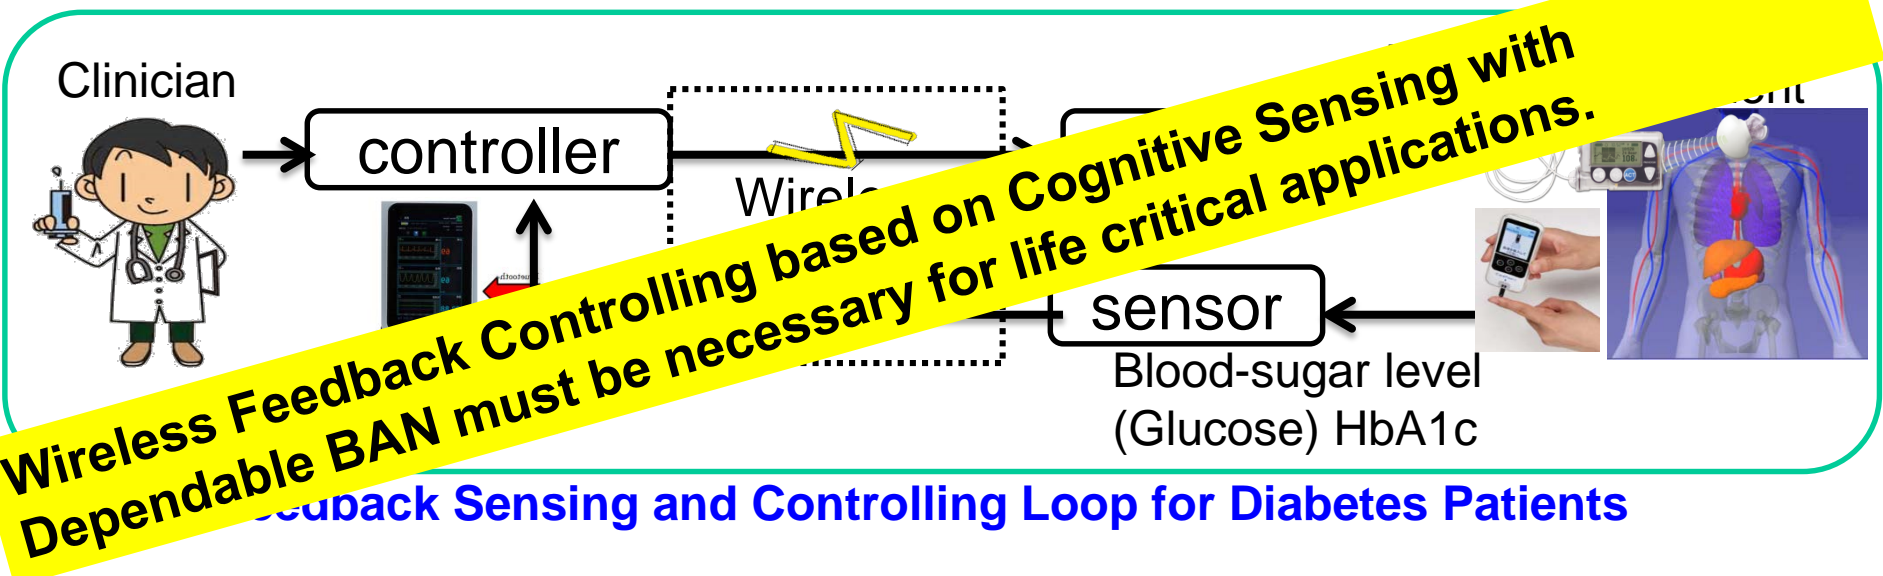 Clinician
controller
Wireless Feedback Controlling based on Cognitive Sensing with
Dependable BAN must be necessary for life critical applications.
sensor
Blood-sugar level
(Glucose) HbA1c
Sensing and Controlling Loop for Diabetes Patients